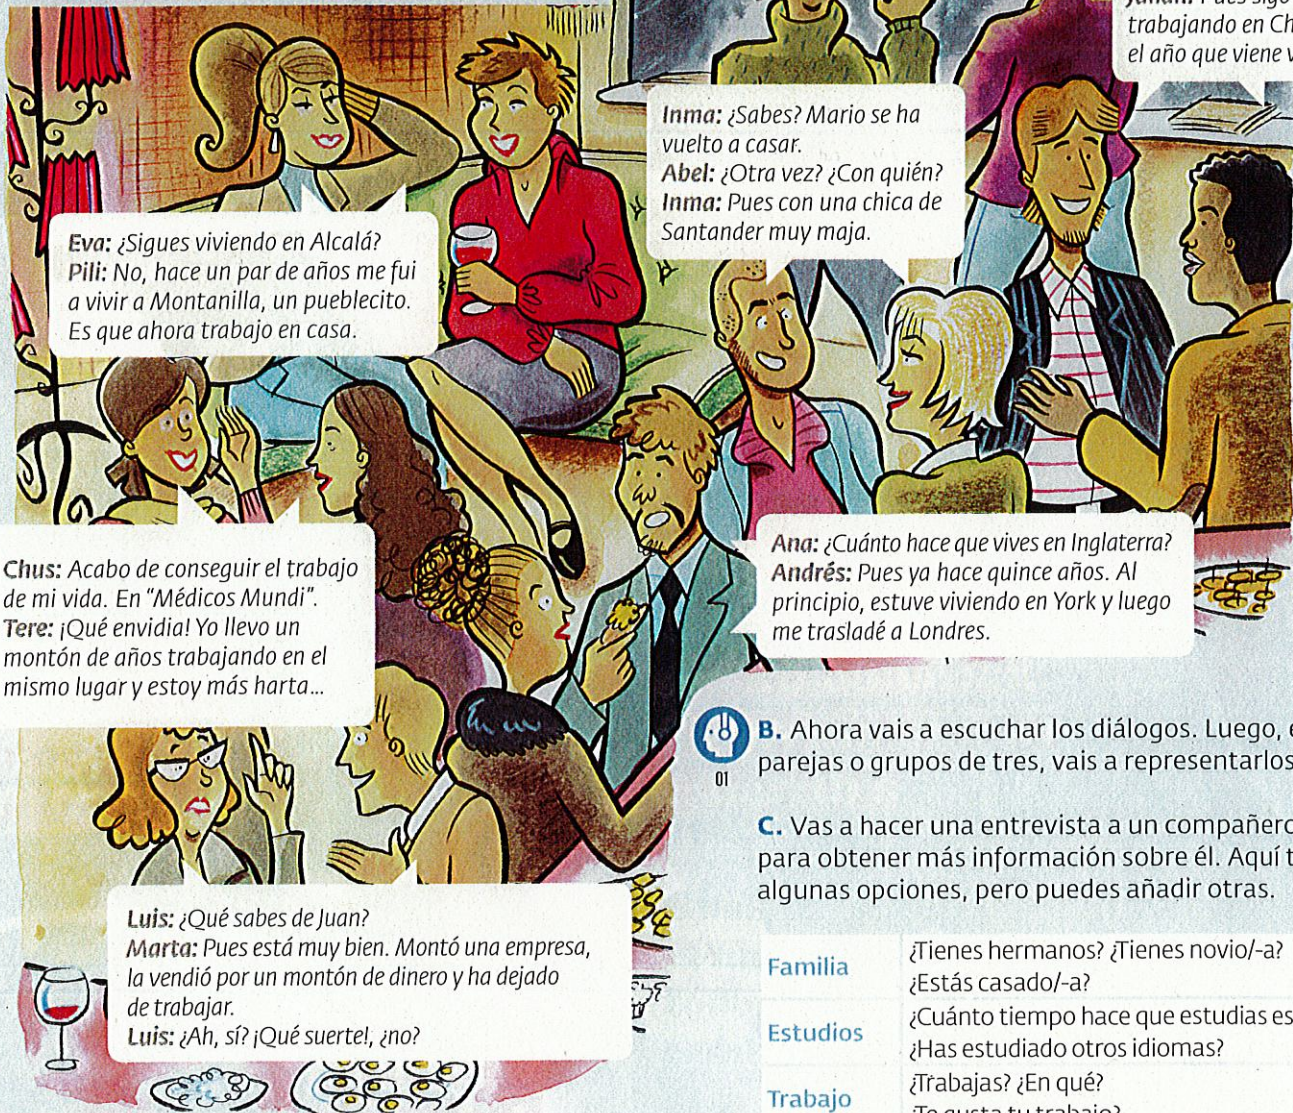 trabajando en Ch
el año que viene v
Inma: ¿Sabes? Mario se ha
vuelto a casar.
Abel: ¿Otra vez? ¿Con quién?
Inma: Pues con una chica de
Santander muy maja.
Eva: ¿Sigues viviendo en Alcalá?
Pili: No, hace un par de años me fui
a vivir a Montanilla, un pueblecito.
Es que ahora trabajo en casa.
Ana: ¿Cuánto hace que vives en Inglaterra?
Andrés: Pues ya hace quince años. Al
principio, estuve viviendo en York y luego
me trasladé a Londres.
Chus: Acabo de conseguir el trabajo
de mi vida. En "Médicos Mundi".
Tere: ¡Qué envidia! Yo llevo un
montón de años trabajando en el
mismo lugar y estoy más harta...
Luis: ¿Qué sabes de Juan?
Marta: Pues está muy bien. Montó una empresa,
la vendió por un montón de dinero y ha dejado
de trabajar.
Luis: ¿Ah, sí? ¡Qué suerte!, ¿no?
01
B. Ahora vais a escuchar los diálogos. Luego, e
parejas o grupos de tres, vais a representarlos
C. Vas a hacer una entrevista a un compañero
para obtener más información sobre él. Aquí t
algunas opciones, pero puedes añadir otras.
Familia
¿Tienes hermanos? ¿Tienes novio/-a?
¿Estás casado/-a?
Estudios
¿Cuánto tiempo hace que estudias es
¿Has estudiado otros idiomas?
Trabajo
¿Trabajas? ¿En qué?
¿Te gusta tu trabajo?